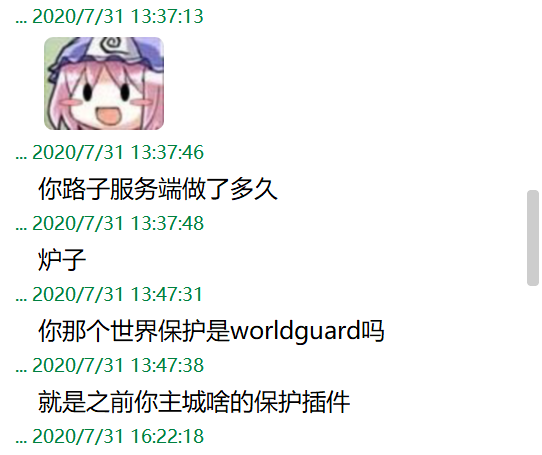 ... 2020/7/31 13:37:13
... 2020/7/31 13:37:46
你路子服务端做了多久
... 2020/7/31 13:37:48
炉子
... 2020/7/31 13:47:31
你那个世界保护是worldguard吗
... 2020/7/31 13:47:38
就是之前你主城啥的保护插件
... 2020/7/31 16:22:18